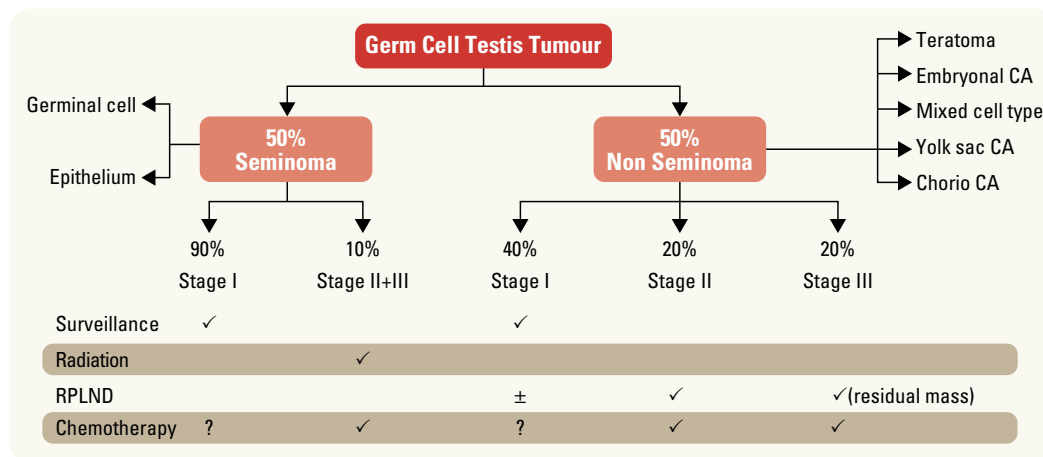 Germ Cell Testis Tumour
Germinal cell
Epithelium
50%
Seminoma
50%
Non Seminoma
Teratoma
Embryonal CA
Mixed cell type
Yolk sac CA
Chorio CA
90% 10% 40% 20% 20%
Stage I Stage II+III Stage I Stage II Stage III
Surveillance ✓ ✓
Radiation ✓
RPLND ± ✓ ✓(residual mass)
Chemotherapy ? ✓ ? ✓ ✓